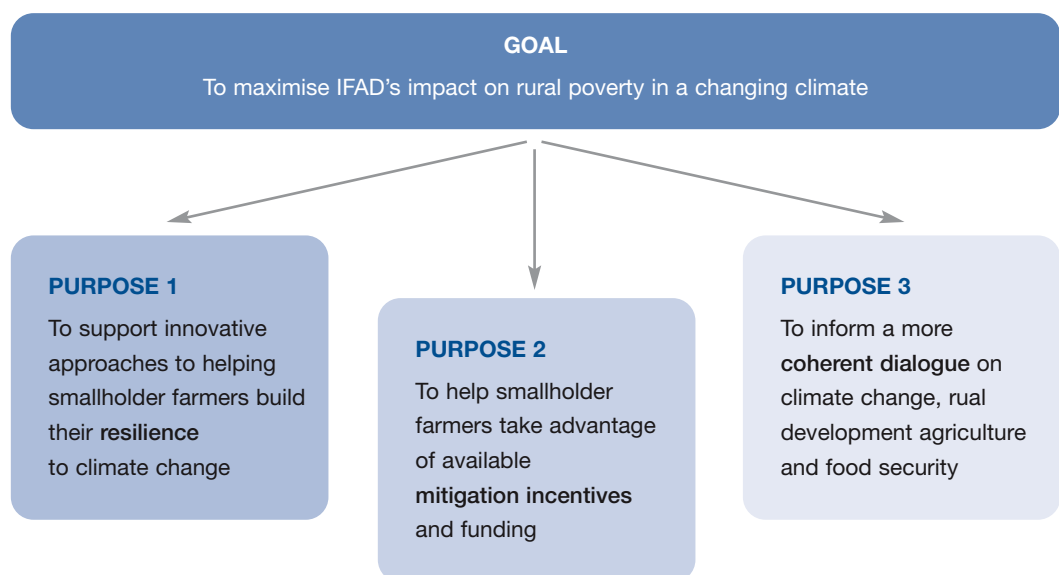 GOAL
To maximise IFAD’s impact on rural poverty in a changing climate
PURPOSE 1
To support innovative
approaches to helping
smallholder farmers build
their resilience
to climate change
PURPOSE 2
To help smallholder
farmers take advantage
of available
mitigation incentives
and funding
PURPOSE 3
To inform a more
coherent dialogue on
climate change, rual
development agriculture
and food security